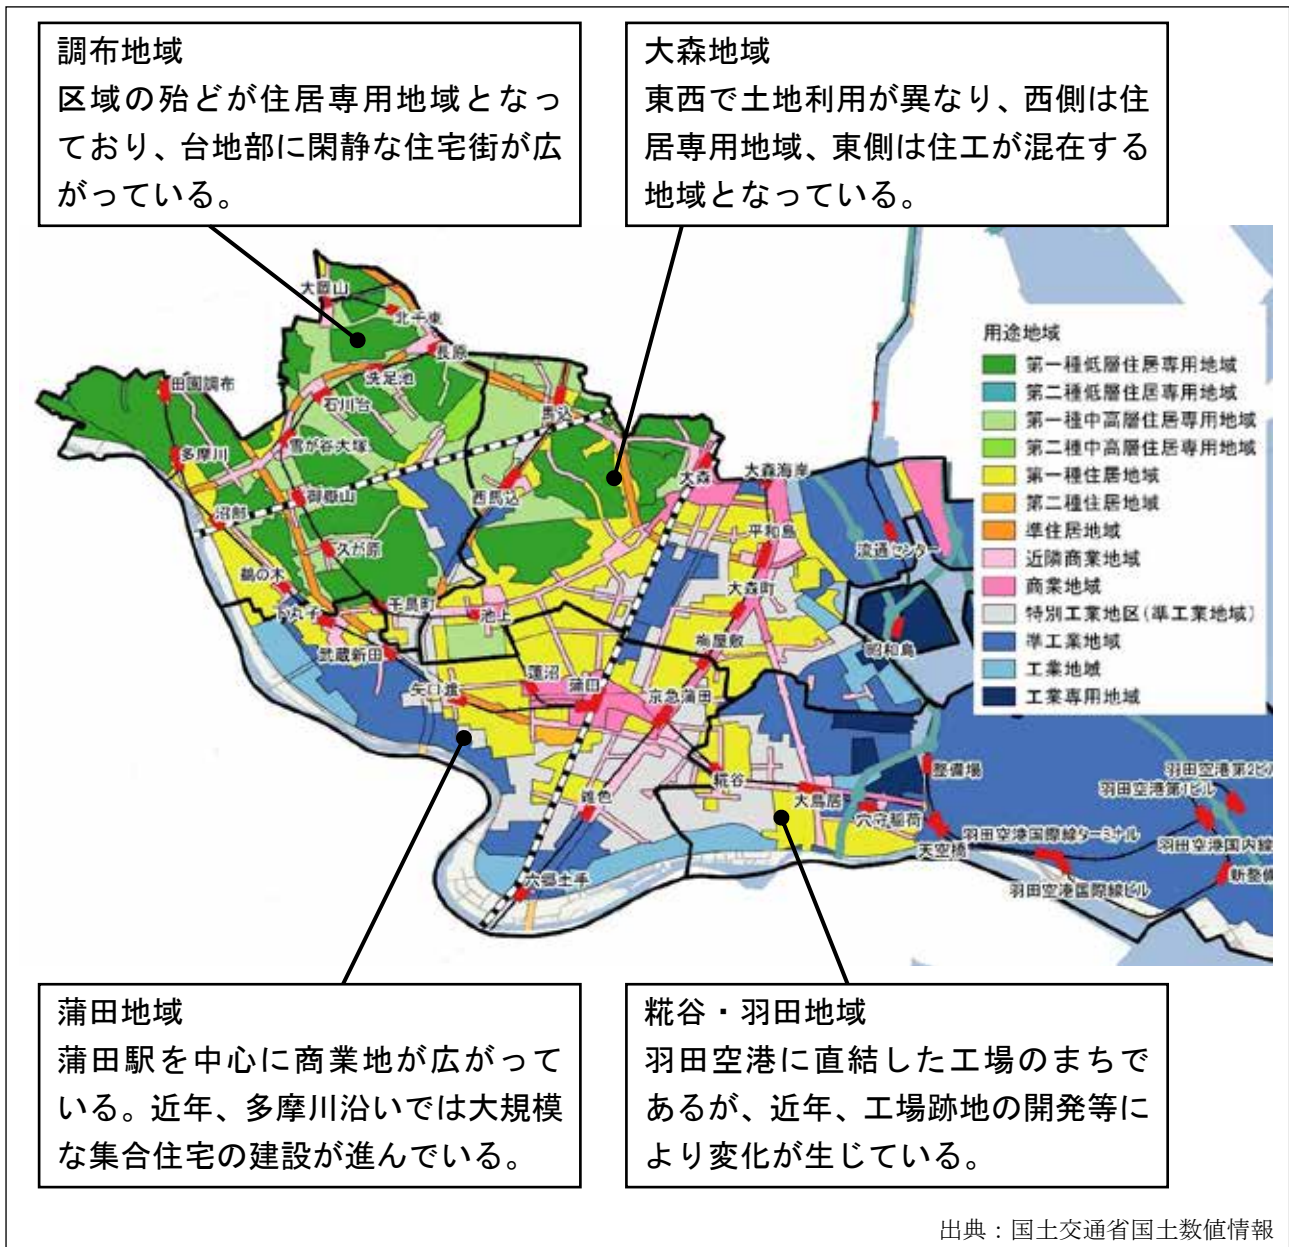 調布地域
区域の殆どが住居専用地域となっ
ており、台地部に閑静な住宅街が広
がっている。
大森地域
東西で土地利用が異なり、西側は住
居専用地域、東側は住工が混在する
地域となっている。
大岡山
北千束
長原
洗足池
田園調布
石川台
馬込
雪が谷大塚
多摩川
大森
大森海岸
西馬込
御嶽山
沼部
平和島
流通センター
久が原
鵜の木
大森町
千鳥町
池上
下丸子
武蔵新田
梅屋敷
昭和島
蓮沼
蒲田
矢口渡
京急蒲田
糀谷
整備場
大鳥居
穴守稲荷
雑色
天空橋
羽田空港第2ビル
羽田空港第1ビル
羽田空港国際線ターミナル
羽田空港国内線
新整備
羽田空港国際線ビル
六郷土手
用途地域
第一種低層住居専用地域
第二種低層住居専用地域
第一種中高層住居専用地域
第二種中高層住居専用地域
第一種住居地域
第二種住居地域
準住居地域
近隣商業地域
商業地域
特別工業地区(準工業地域)
準工業地域
工業地域
工業専用地域
蒲田地域
蒲田駅を中心に商業地が広がって
いる。近年、多摩川沿いでは大規模
な集合住宅の建設が進んでいる。
糀谷・羽田地域
羽田空港に直結した工場のまちで
あるが、近年、工場跡地の開発等に
より変化が生じている。
出典：国土交通省国土数値情報